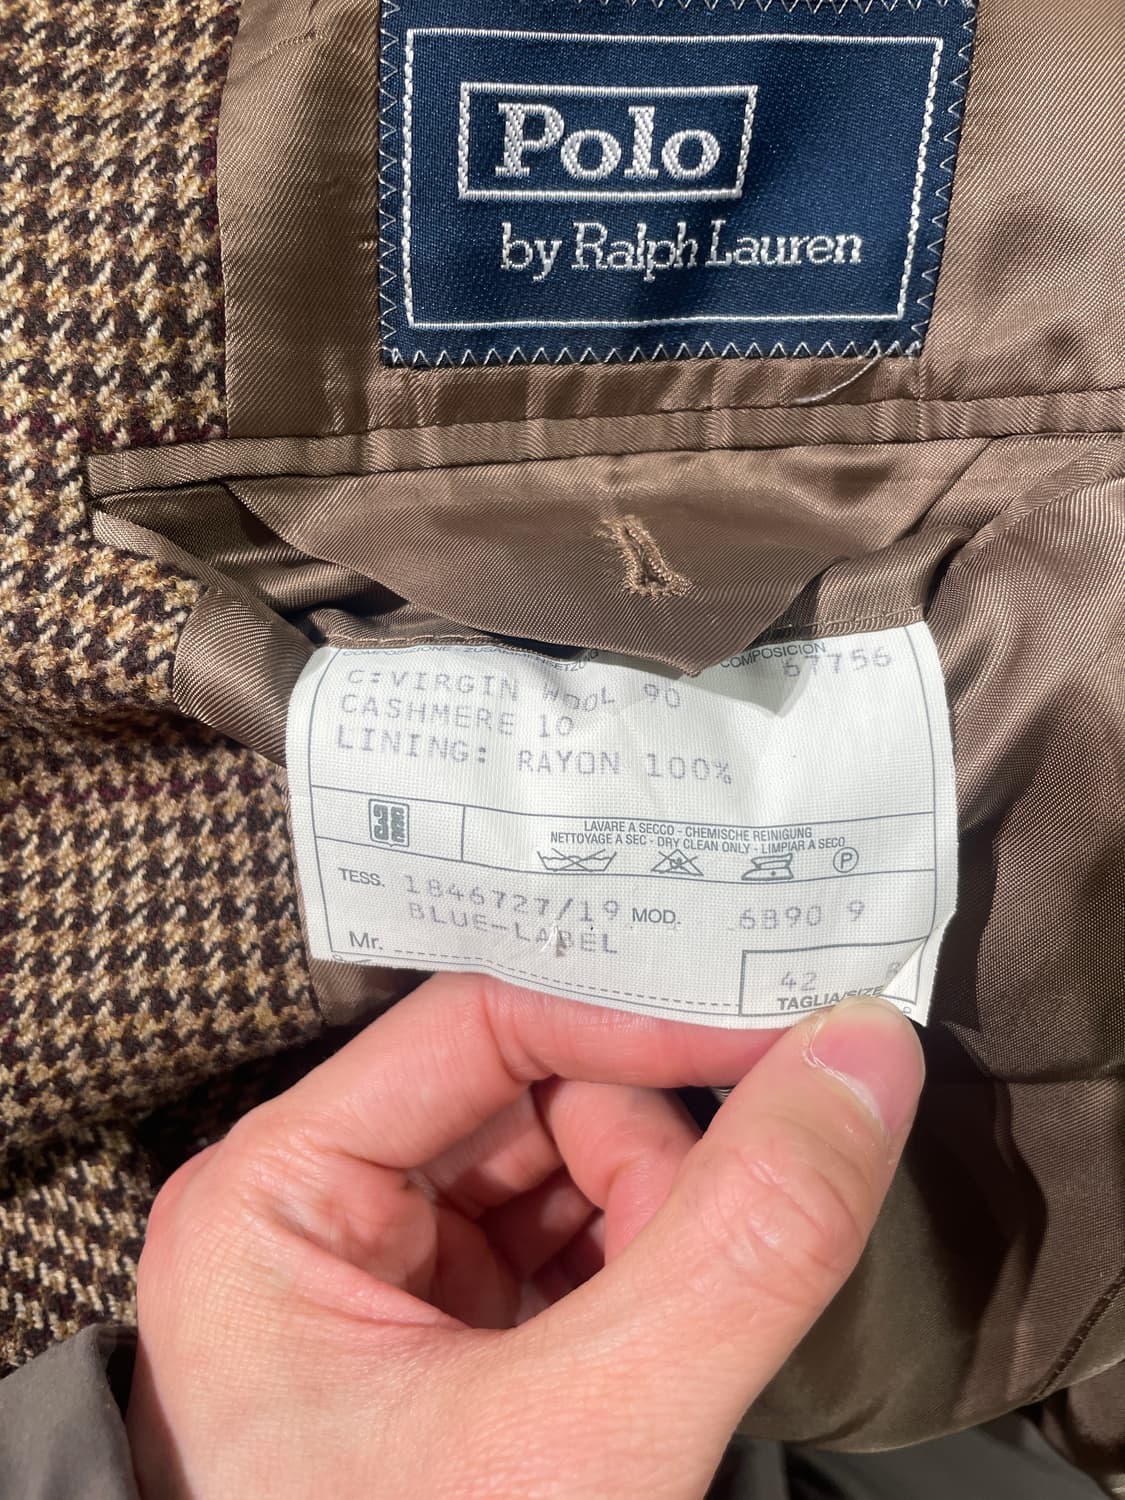 Polo
by Ralph Lauren
COMPOSICION
67756
C:VIRGIN WOOL 90
CASHMERE 10
LINING: RAYON 100%
LAVARE A SECCO - CHEMISCHE REINIGUNG
NETTOYAGE A SEC - DRY CLEAN ONLY - LIMPIAR A SECO
P
TESS. 1846727/19 MOD. 6890 9
BLUE-LABEL
Mr.
42 R
TAGLIA/SIZE